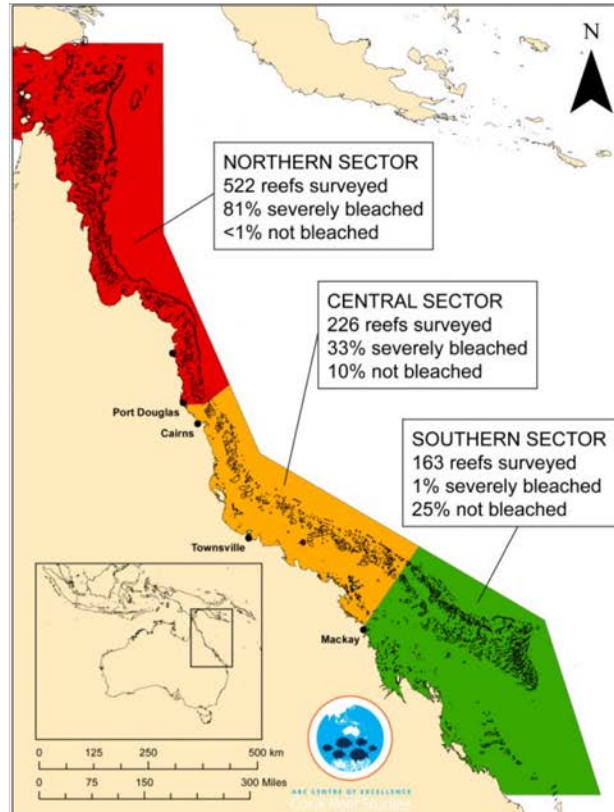 N
NORTHERN SECTOR
522 reefs surveyed
81% severely bleached
<1% not bleached
CENTRAL SECTOR
226 reefs surveyed
33% severely bleached
10% not bleached
Port Douglas
Cairns
SOUTHERN SECTOR
163 reefs surveyed
1% severely bleached
25% not bleached
Townsville
Mackay
0 125 250 500 km
0 75 150 300 Miles
ARC CENTRE OF EXCELLENCE
Coral Reef Studies